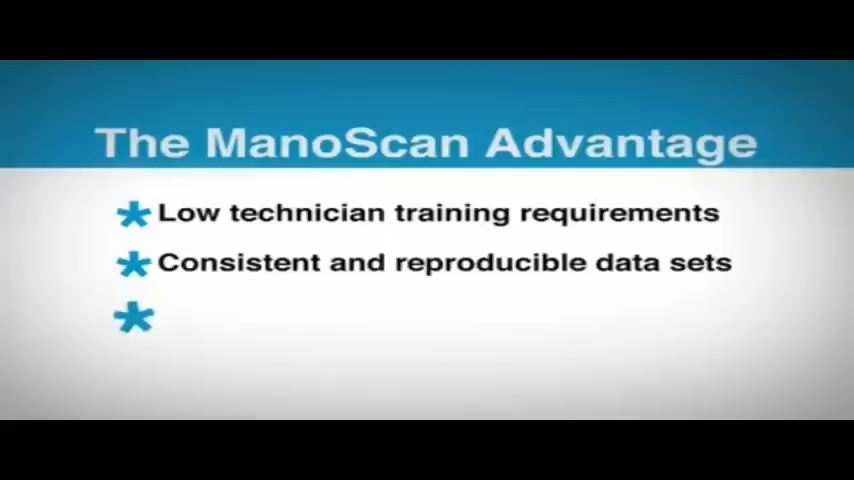 The ManoScan Advantage
* Low technician training requirements
* Consistent and reproducible data sets
*